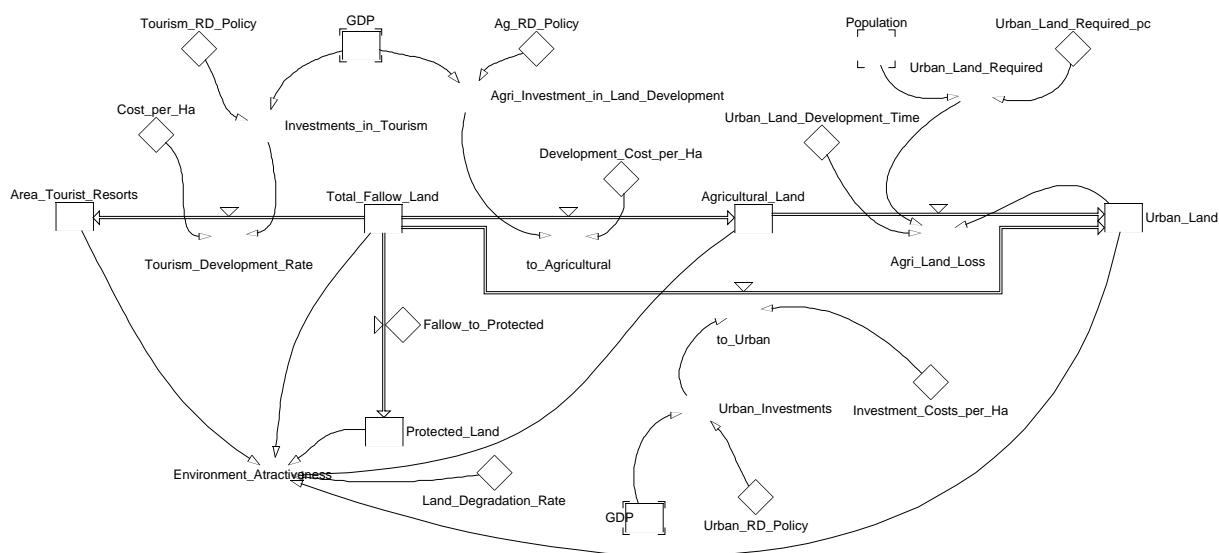 Tourism_RD_Policy
GDP
Ag_RD_Policy
Population
Urban_Land_Required_pc
Urban_Land_Required
Agri_Investment_in_Land_Development
Cost_per_Ha
Investments_in_Tourism
Urban_Land_Development_Time
Development_Cost_per_Ha
Area_Tourist_Resorts
Total_Fallow_Land
Agricultural_Land
Urban_Land
Tourism_Development_Rate
to_Agricultural
Agri_Land_Loss
Fallow_to_Protected
to_Urban
Urban_Investments
Investment_Costs_per_Ha
Protected_Land
Environment_Atractiveness
Land_Degradation_Rate
GDP
Urban_RD_Policy